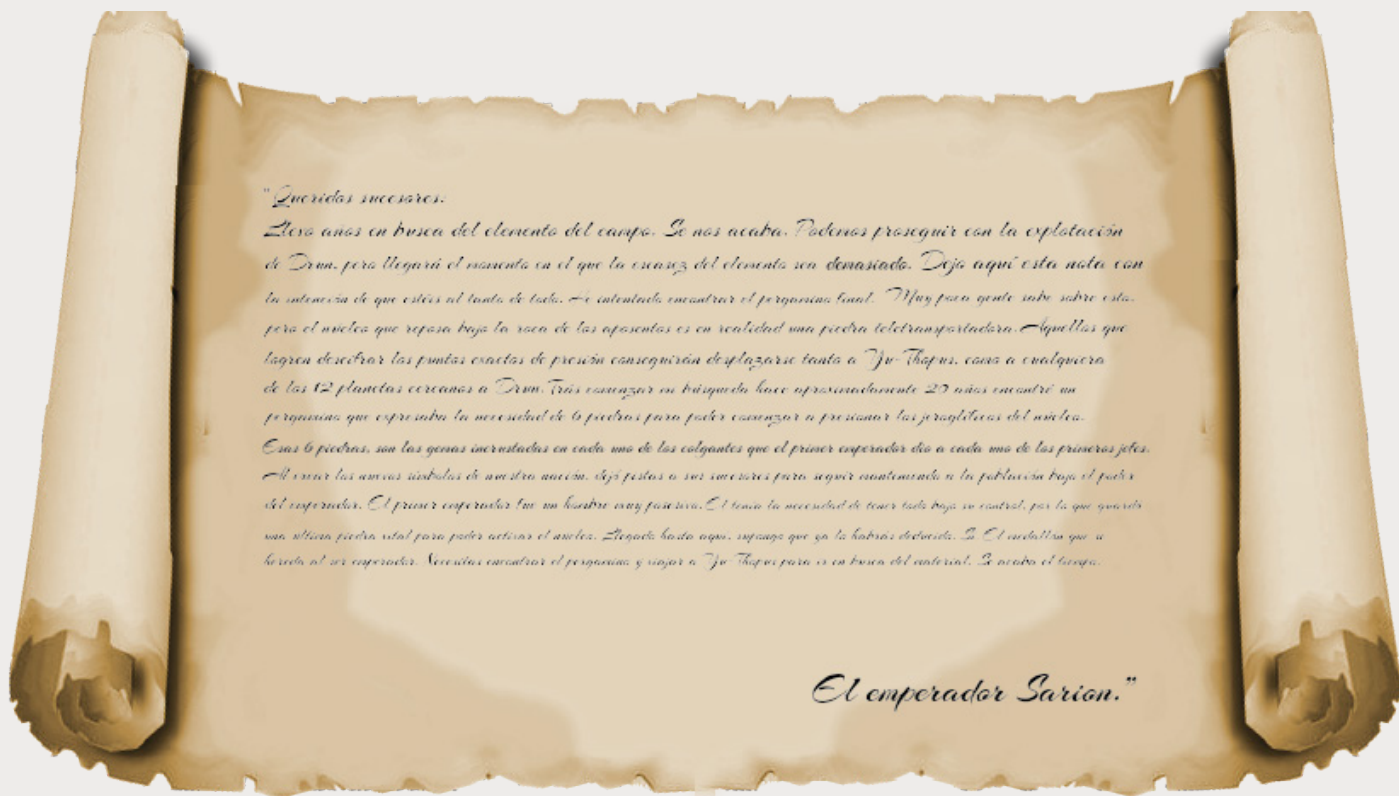 "Queridos sucesores:
Llevo años en busca del elemento del campo. Se nos acaba. Podemos proseguir con la explotación
de Drun, pero llegará el momento en el que la escasez del elemento sea demasiado. Dejo aquí esta nota con
la intención de que estéis al tanto de todo. He intentado encontrar el pergamino final. Muy poca gente sabe sobre esto,
pero el núcleo que reposa bajo la roca de los aposentos es en realidad una piedra teletransportadora. Aquellos que
logren descifrar los puntos exactos de presión conseguirán desplazarse tanto a Yu-Thopus, como a cualquiera
de los 12 planetas cercanos a Drun. Trás comenzar mi búsqueda hace aproximadamente 20 años encontré un
pergamino que expresaba la necesidad de 6 piedras para poder comenzar a presionar los jeroglíficos del núcleo.
Esas 6 piedras, son las gemas incrustadas en cada uno de los colgantes que el primer emperador dio a cada uno de los primeros jefes.
Al crear los nuevos símbolos de nuestra nación, dejó pistas a sus sucesores para seguir manteniendo a la población bajo el poder
del emperador. El primer emperador fue un hombre muy posesivo. El tenía la necesidad de tener todo bajo su control, por lo que guardó
una última piedra vital para poder activar el núcleo. Llegado hasta aquí, supongo que ya lo habrás deducido. Si El medallón que se
hereda al ser emperador. Necesitas encontrar el pergamino y viajar a Yu-Thopus para ir en busca del material. Se acaba el tiempo.
El emperador Sarion."